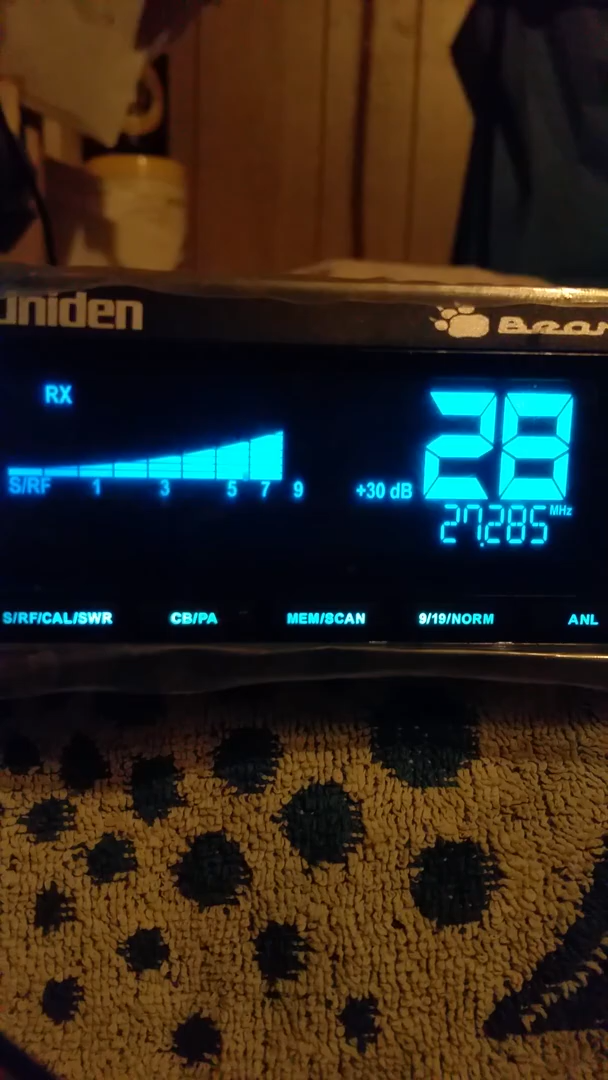 uniden Bear
RX
28
S/RF 1 3 5 7 9 +30 dB
27.285 MHz
S/RF/CAL/SWR CB/PA MEM/SCAN 9/19/NORM ANL